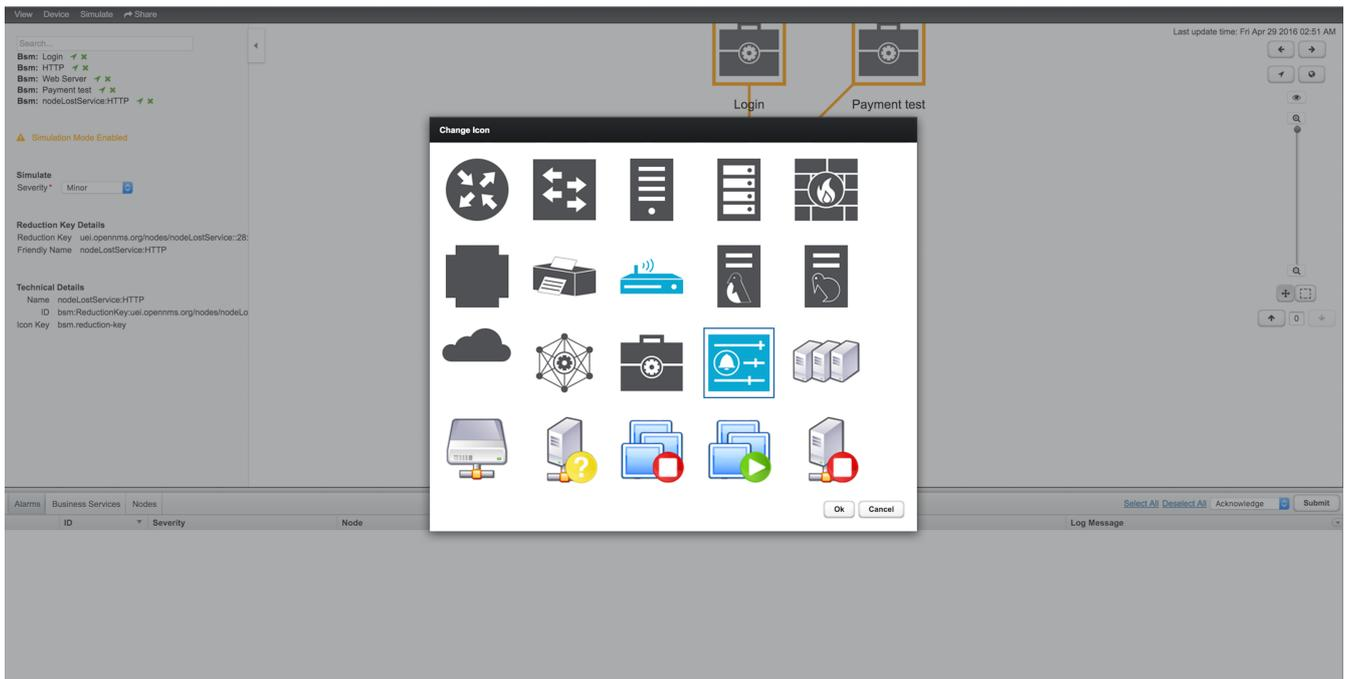 View Device Simulate Share
Last update time: Fri Apr 29 2016 02:51 AM
Search...
Bsm: Login
Bsm: HTTP
Bsm: Web Server
Bsm: Payment test
Bsm: nodeLostService:HTTP
Login
Payment test
Simulation Mode Enabled
Simulate
Severity* Minor
Reduction Key Details
Reduction Key uei.opennms.org/nodes/nodeLostService::28:
Friendly Name nodeLostService:HTTP
Technical Details
Name nodeLostService:HTTP
ID bsm:ReductionKey:uei.opennms.org/nodes/nodeLo
Icon Key bsm.reduction-key
0
Change Icon
?
Ok Cancel
Alarms Business Services Nodes
Select All Deselect All Acknowledge Submit
ID Severity Node Log Message